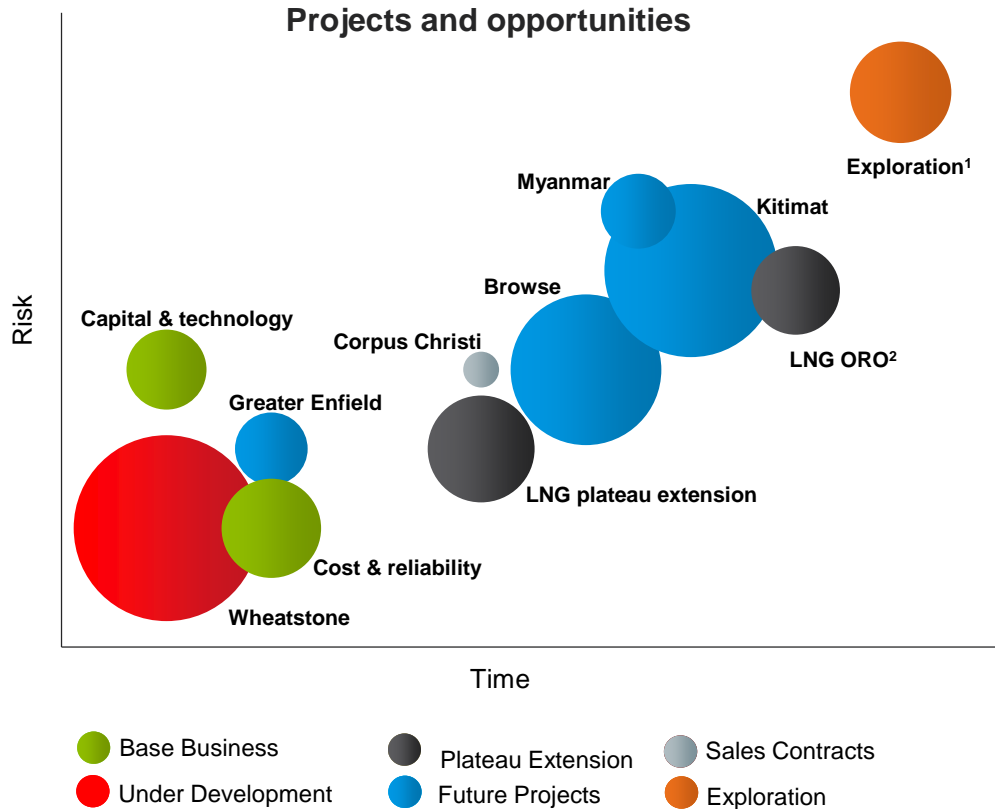 Projects and opportunities
Exploration¹
Myanmar
Kitimat
Browse
Risk
Capital & technology
Corpus Christi
LNG ORO²
Greater Enfield
LNG plateau extension
Cost & reliability
Wheatstone
Time
Base Business
Plateau Extension
Sales Contracts
Under Development
Future Projects
Exploration